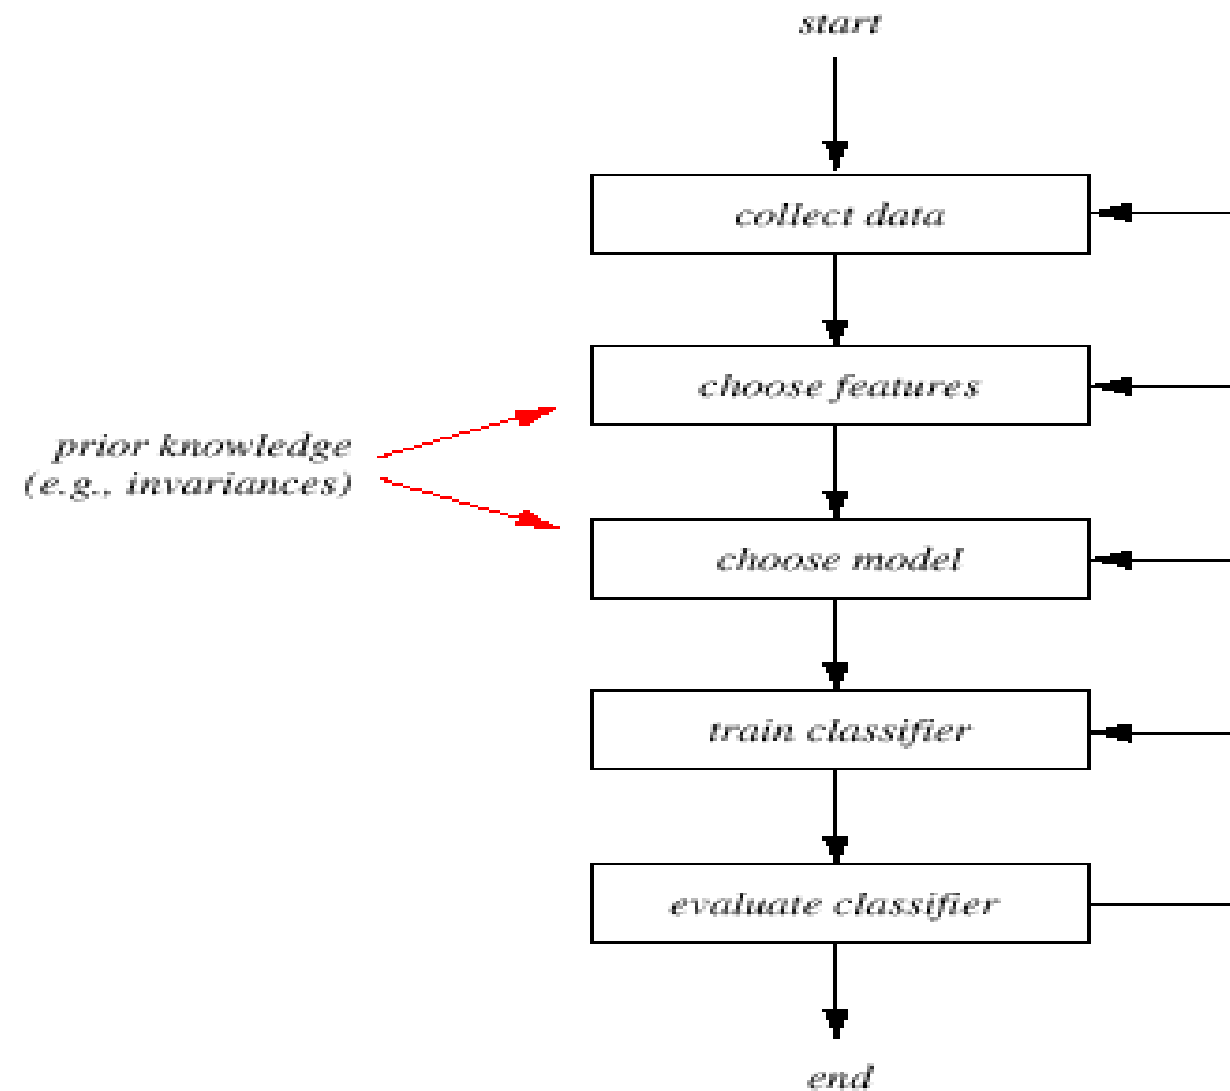 start
collect data
choose features
prior knowledge
(e.g., invariances)
choose model
train classifier
evaluate classifier
end